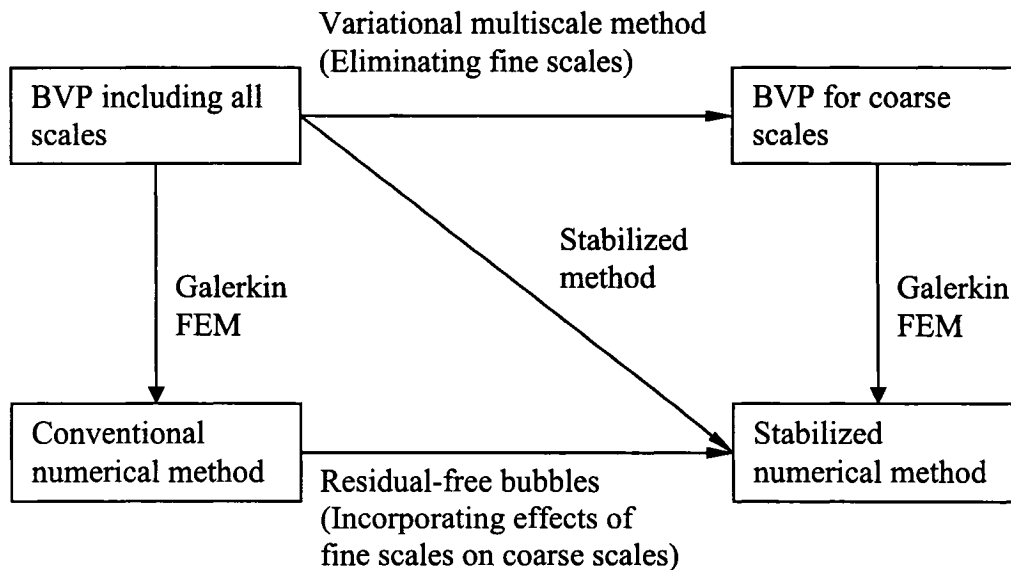 Variational multiscale method
(Eliminating fine scales)
BVP including all
scales
BVP for coarse
scales
Stabilized
method
Galerkin
FEM
Galerkin
FEM
Conventional
numerical method
Stabilized
numerical method
Residual-free bubbles
(Incorporating effects of
fine scales on coarse scales)